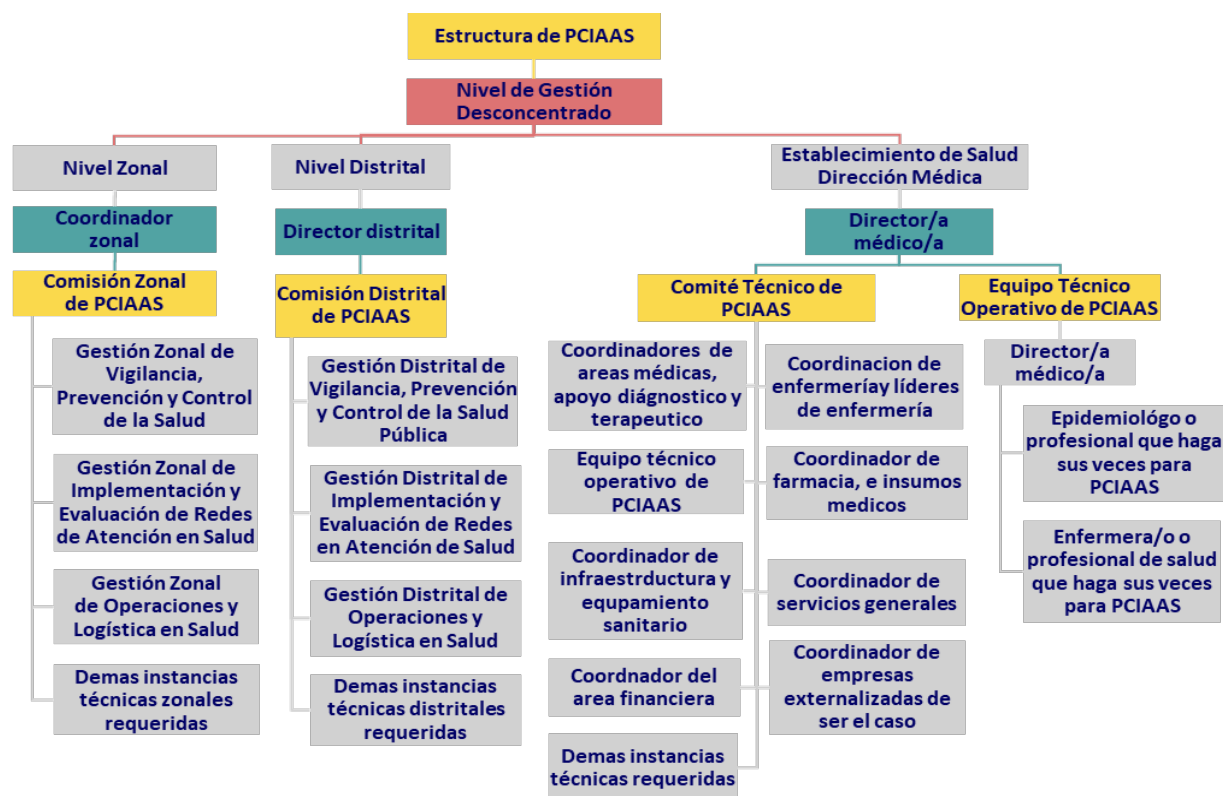 Estructura de PCIAAS
Nivel de Gestión
Desconcentrado
Nivel Zonal
Coordinador
zonal
Comisión Zonal
de PCIAAS
Gestión Zonal de
Vigilancia,
Prevención y Control
de la Salud
Gestión Zonal de
Implementación y
Evaluación de Redes
de Atención en Salud
Gestión Zonal
de Operaciones y
Logística en Salud
Demas instancias
técnicas zonales
requeridas
Nivel Distrital
Director distrital
Comisión Distrital
de PCIAAS
Gestión Distrital de
Vigilancia, Prevención
y Control de la Salud
Pública
Gestión Distrital de
Implementación y
Evaluación de Redes
en Atención de Salud
Gestión Distrital de
Operaciones y
Logística en Salud
Demas instancias
técnicas distritales
requeridas
Establecimiento de Salud
Dirección Médica
Director/a
médico/a
Comité Técnico de
PCIAAS
Coordinadores de
areas médicas,
apoyo diágnostico y
terapeutico
Coordinacion de
enfermeríay líderes
de enfermería
Equipo técnico
operativo de
PCIAAS
Coordinador de
farmacia, e insumos
medicos
Coordinador de
infraestrductura y
equpamiento
sanitario
Coordinador de
servicios generales
Coordinador del
area financiera
Coordinador de
empresas
externalizadas de
ser el caso
Demas instancias
técnicas requeridas
Equipo Técnico
Operativo de PCIAAS
Director/a
médico/a
Epidemiológo o
profesional que haga
sus veces para
PCIAAS
Enfermera/o o
profesional de salud
que haga sus veces
para PCIAAS